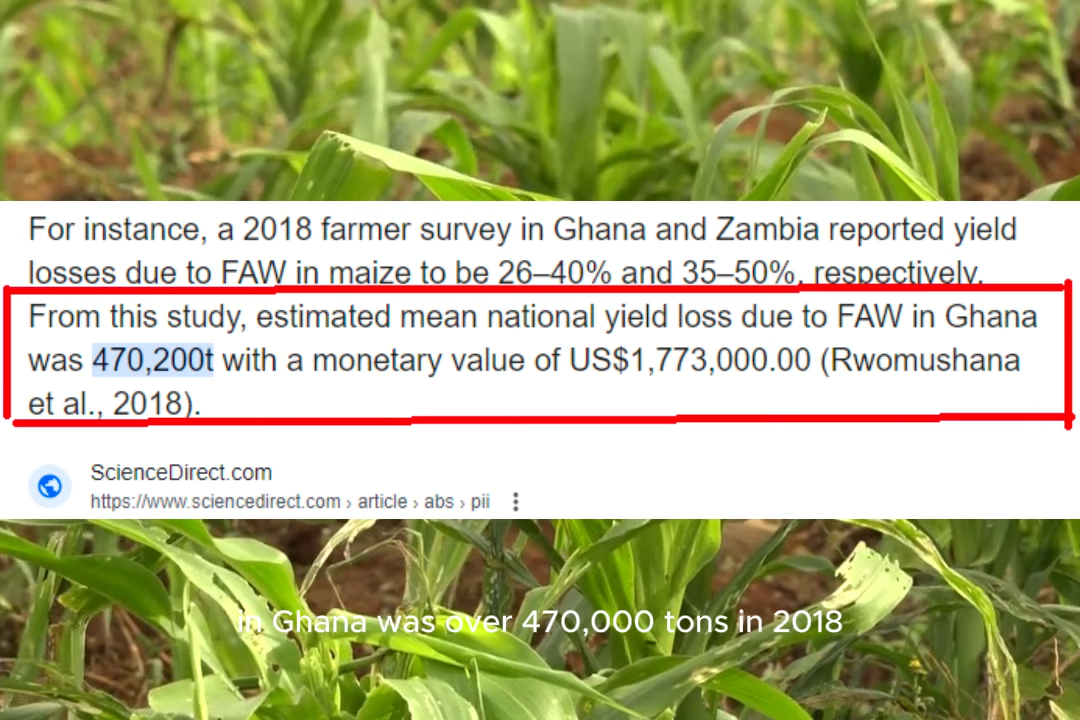 For instance, a 2018 farmer survey in Ghana and Zambia reported yield
losses due to FAW in maize to be 26–40% and 35–50%, respectively.
From this study, estimated mean national yield loss due to FAW in Ghana
was 470,200t with a monetary value of US$1,773,000.00 (Rwomushana
et al., 2018).
ScienceDirect.com
https://www.sciencedirect.com › article › abs › pii
in Ghana was over 470,000 tons in 2018